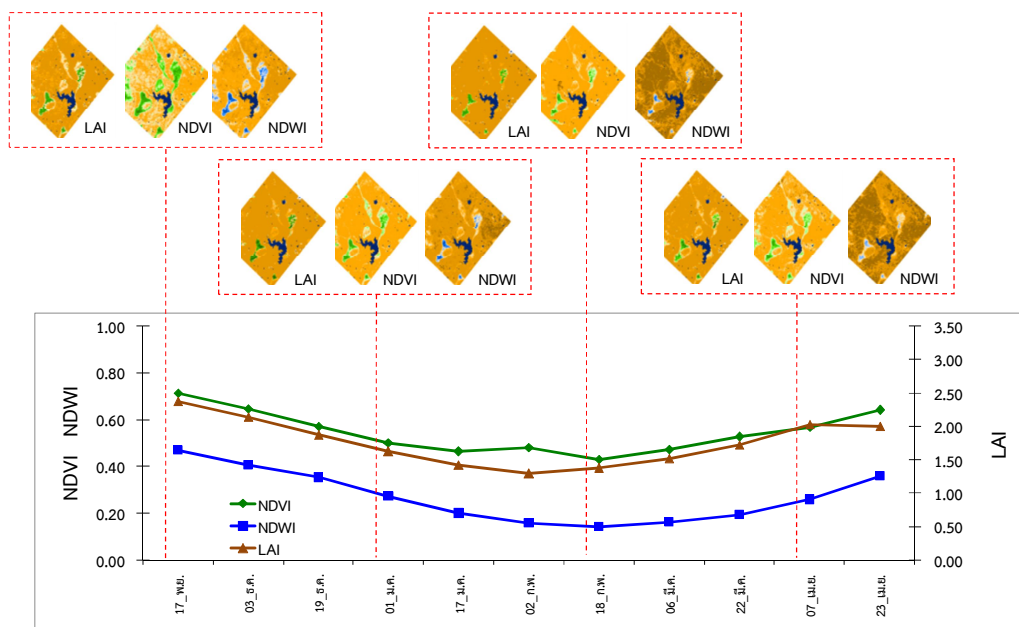 LAI NDVI NDWI
LAI NDVI NDWI
LAI NDVI NDWI
LAI NDVI NDWI
1.00
0.80
0.60
0.40
0.20
0.00
NDVI NDWI
3.50
3.00
2.50
2.00
1.50
1.00
0.50
0.00
LAI
NDVI
NDWI
LAI
17_พ.ย.
03_ธ.ค.
19_ธ.ค.
01_ม.ค.
17_ม.ค.
02_ก.พ.
18_ก.พ.
06_มี.ค.
22_มี.ค.
07_เม.ย.
23_เม.ย.